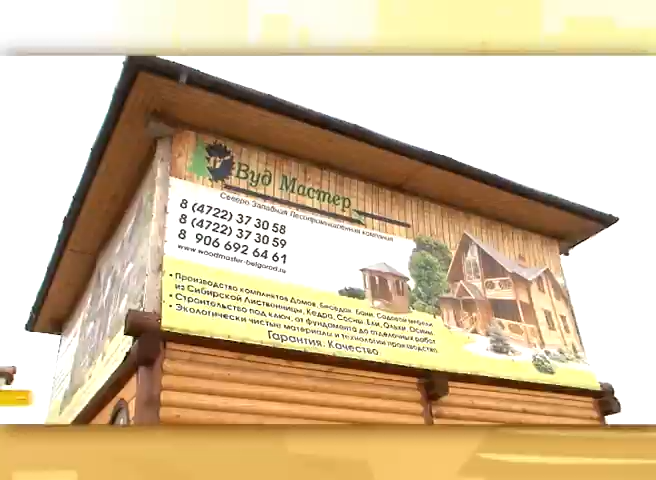 Вуд Мастер
Северо Западная Лесопромышленная компания
8 (4722) 37 30 58
8 (4722) 37 30 59
8 906 692 64 61
www.woodmaster-belgorod.ru
• Производство комплектов Домов, Беседок, Бани, Садовой мебели,
из Сибирской Лиственницы, Кедра, Сосны, Ели, Ольхи, Осины
• Строительство под ключ, от фундамента до отделочных работ
• Экологически чистые материалы и технологии производства
Гарантия. Качество